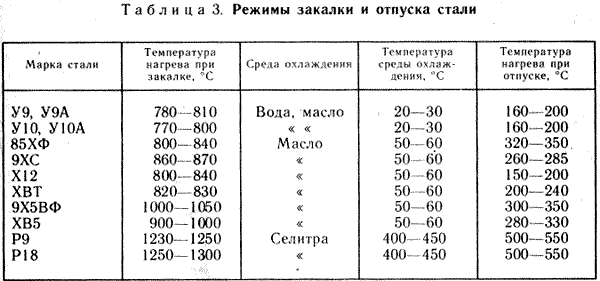 Таблица 3. Режимы закалки и отпуска стали
Марка стали | Температура нагрева при закалке, °С | Среда охлаждения | Температура среды охлаж- дения, °С | Температура нагрева при отпуске, °С
У9, У9А 780—810 Вода, масло 20—30 160—200
У10, У10А 770—800 « « 20—30 160—200
85ХФ 800—840 Масло 50—60 320—350
9ХС 860—870 « 50—60 260—285
Х12 800—840 « 50—60 150—200
ХВТ 820—830 « 50—60 200—240
9Х5ВФ 1000—1050 « 50—60 300—350
ХВ5 900—1000 « 50—60 280—330
Р9 1230—1250 Селитра 400—450 500—550
Р18 1250—1300 « 400—450 500—550